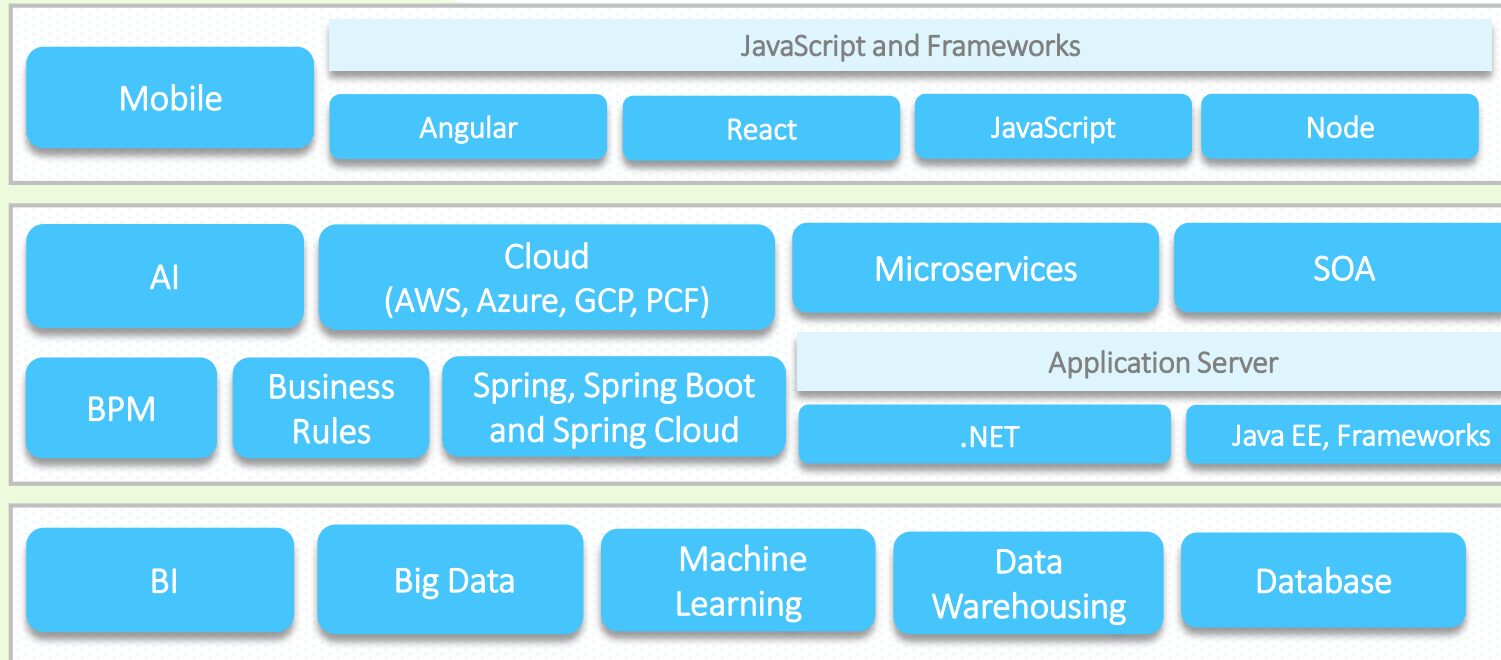 JavaScript and Frameworks
Mobile
Angular
React
JavaScript
Node
AI
Cloud
(AWS, Azure, GCP, PCF)
Microservices
SOA
BPM
Business
Rules
Spring, Spring Boot
and Spring Cloud
Application Server
.NET
Java EE, Frameworks
BI
Big Data
Machine
Learning
Data
Warehousing
Database